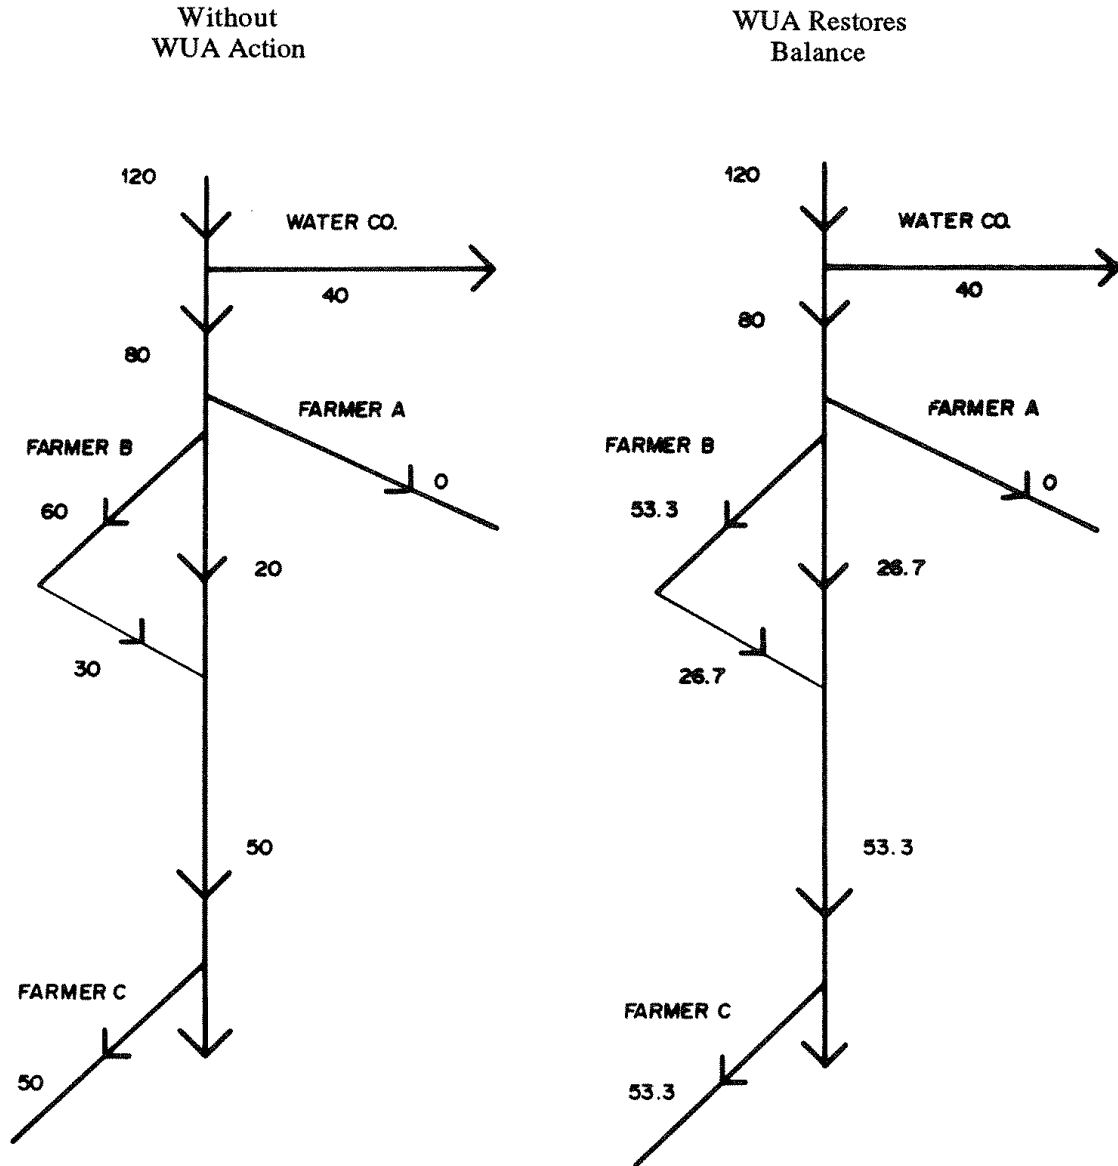 Without
WUA Action
120
WATER CO.
40
80
FARMER A
FARMER B
0
60
20
30
50
FARMER C
50
WUA Restores
Balance
120
WATER CO.
40
80
FARMER A
FARMER B
0
53.3
26.7
26.7
53.3
FARMER C
53.3